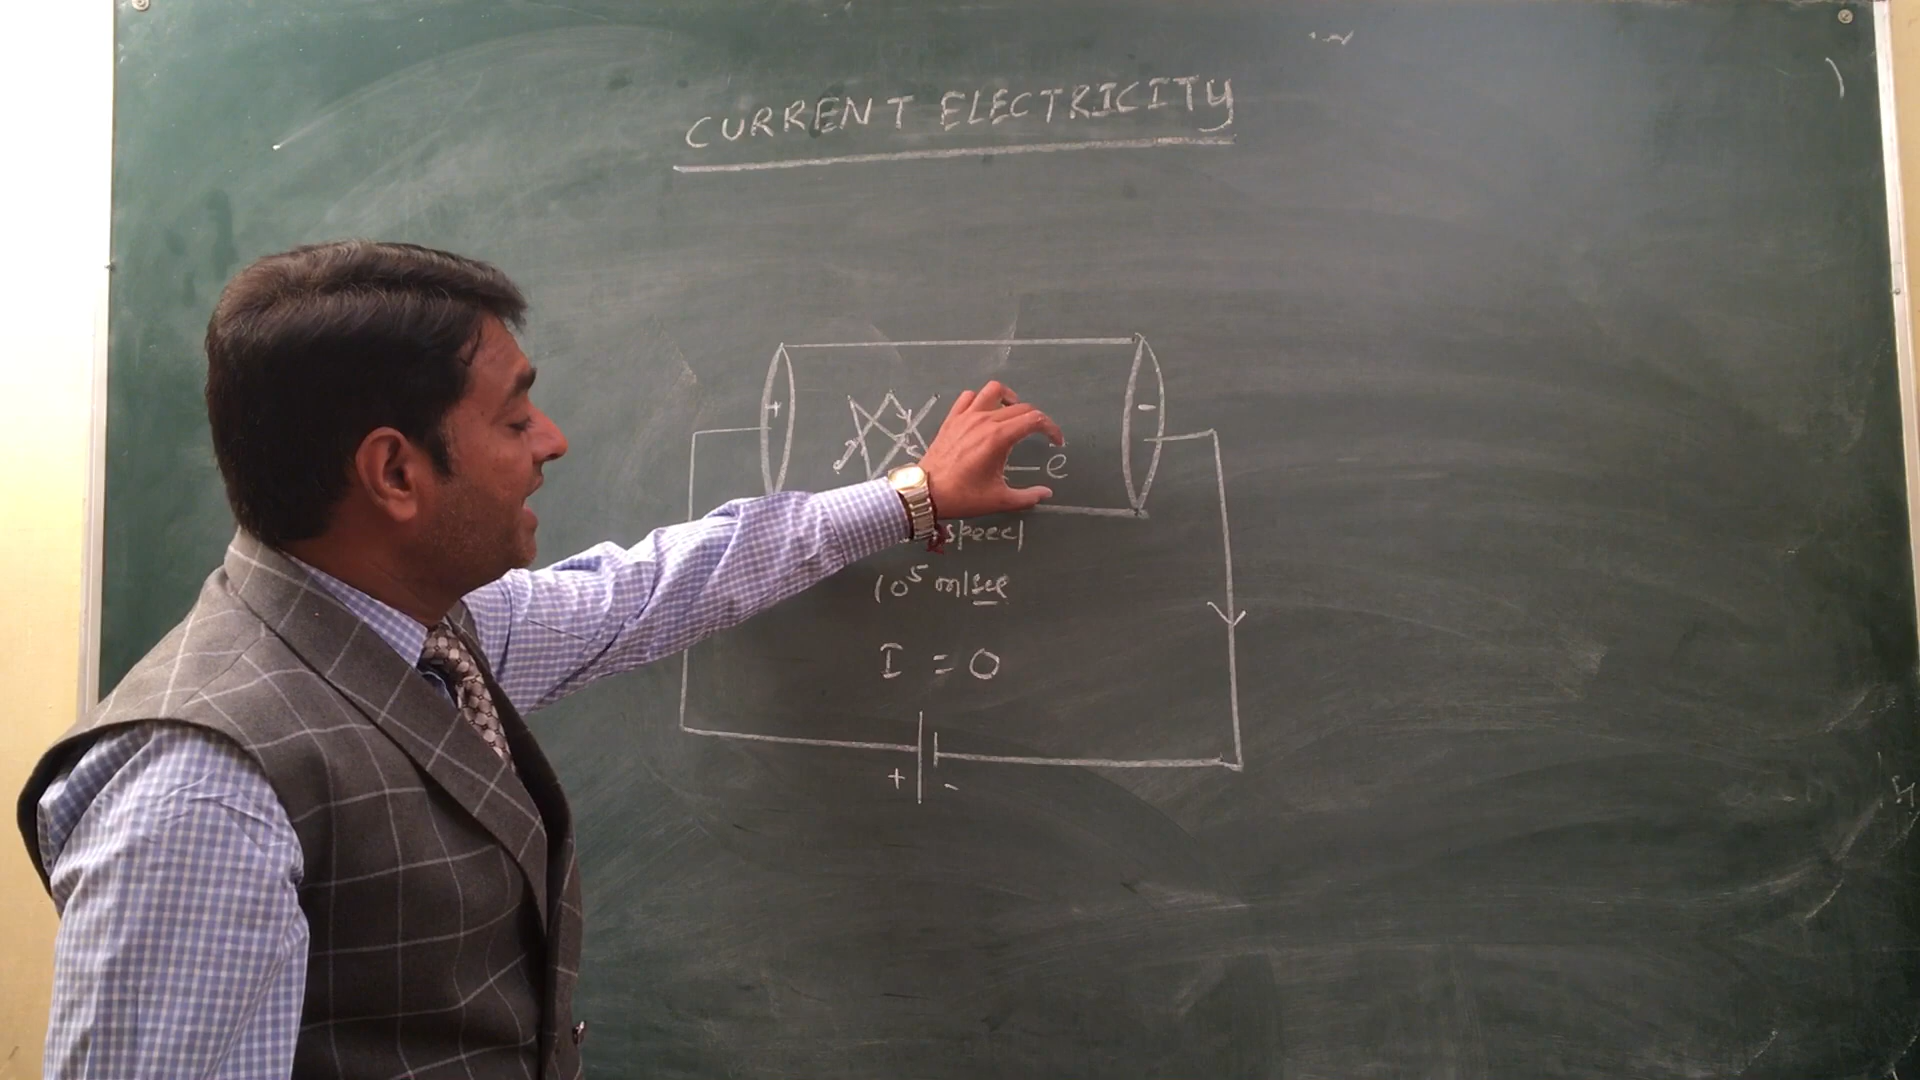 CURRENT ELECTRICITY
+ -
e
speed
10⁵ m/sec
I = 0
+ -